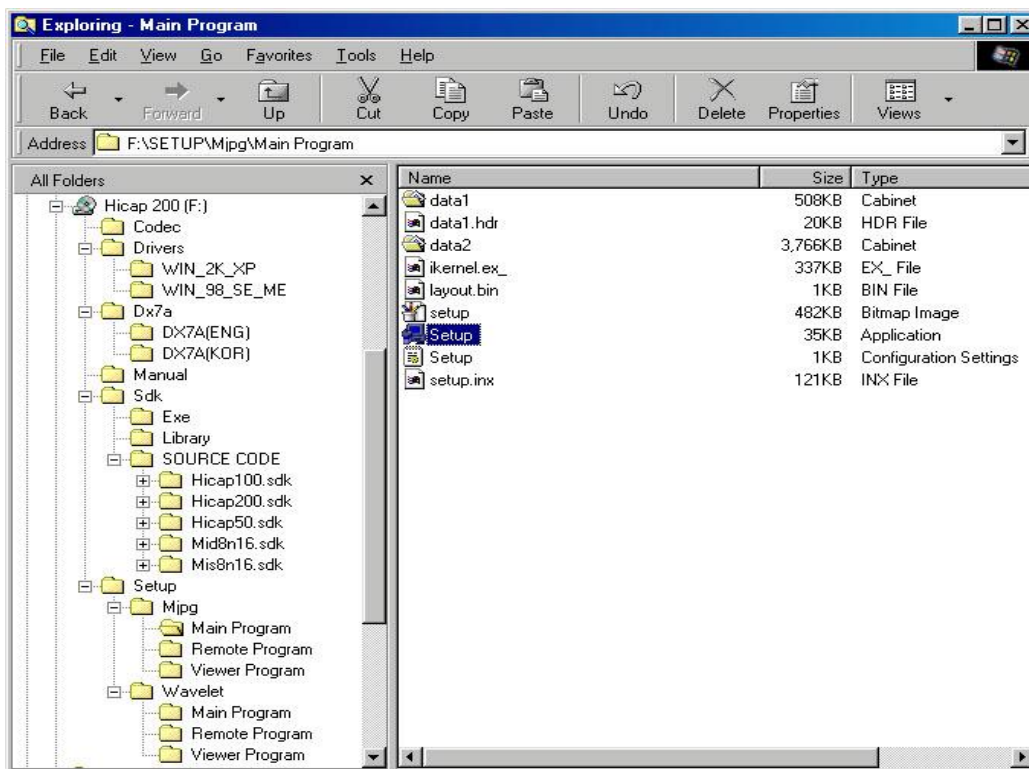 Exploring - Main Program
File Edit View Go Favorites Tools Help
Back Forward Up Cut Copy Paste Undo Delete Properties Views
Address F:\SETUP\Mjpg\Main Program
All Folders
Hicap 200 (F:)
Codec
Drivers
WIN_2K_XP
WIN_98_SE_ME
Dx7a
DX7A(ENG)
DX7A(KOR)
Manual
Sdk
Exe
Library
SOURCE CODE
Hicap100.sdk
Hicap200.sdk
Hicap50.sdk
Mid8n16.sdk
Mis8n16.sdk
Setup
Mjpg
Main Program
Remote Program
Viewer Program
Wavelet
Main Program
Remote Program
Viewer Program
Name Size Type
data1 508KB Cabinet
data1.hdr 20KB HDR File
data2 3,766KB Cabinet
ikernel.ex_ 337KB EX_ File
layout.bin 1KB BIN File
setup 482KB Bitmap Image
Setup 35KB Application
Setup 1KB Configuration Settings
setup.inx 121KB INX File